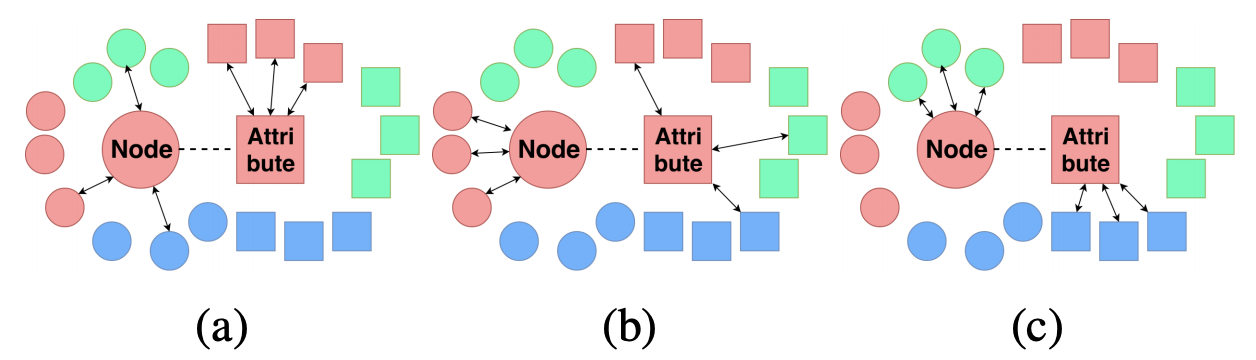 Node
Attri
bute
Node
Attri
bute
Node
Attri
bute
(a)
(b)
(c)